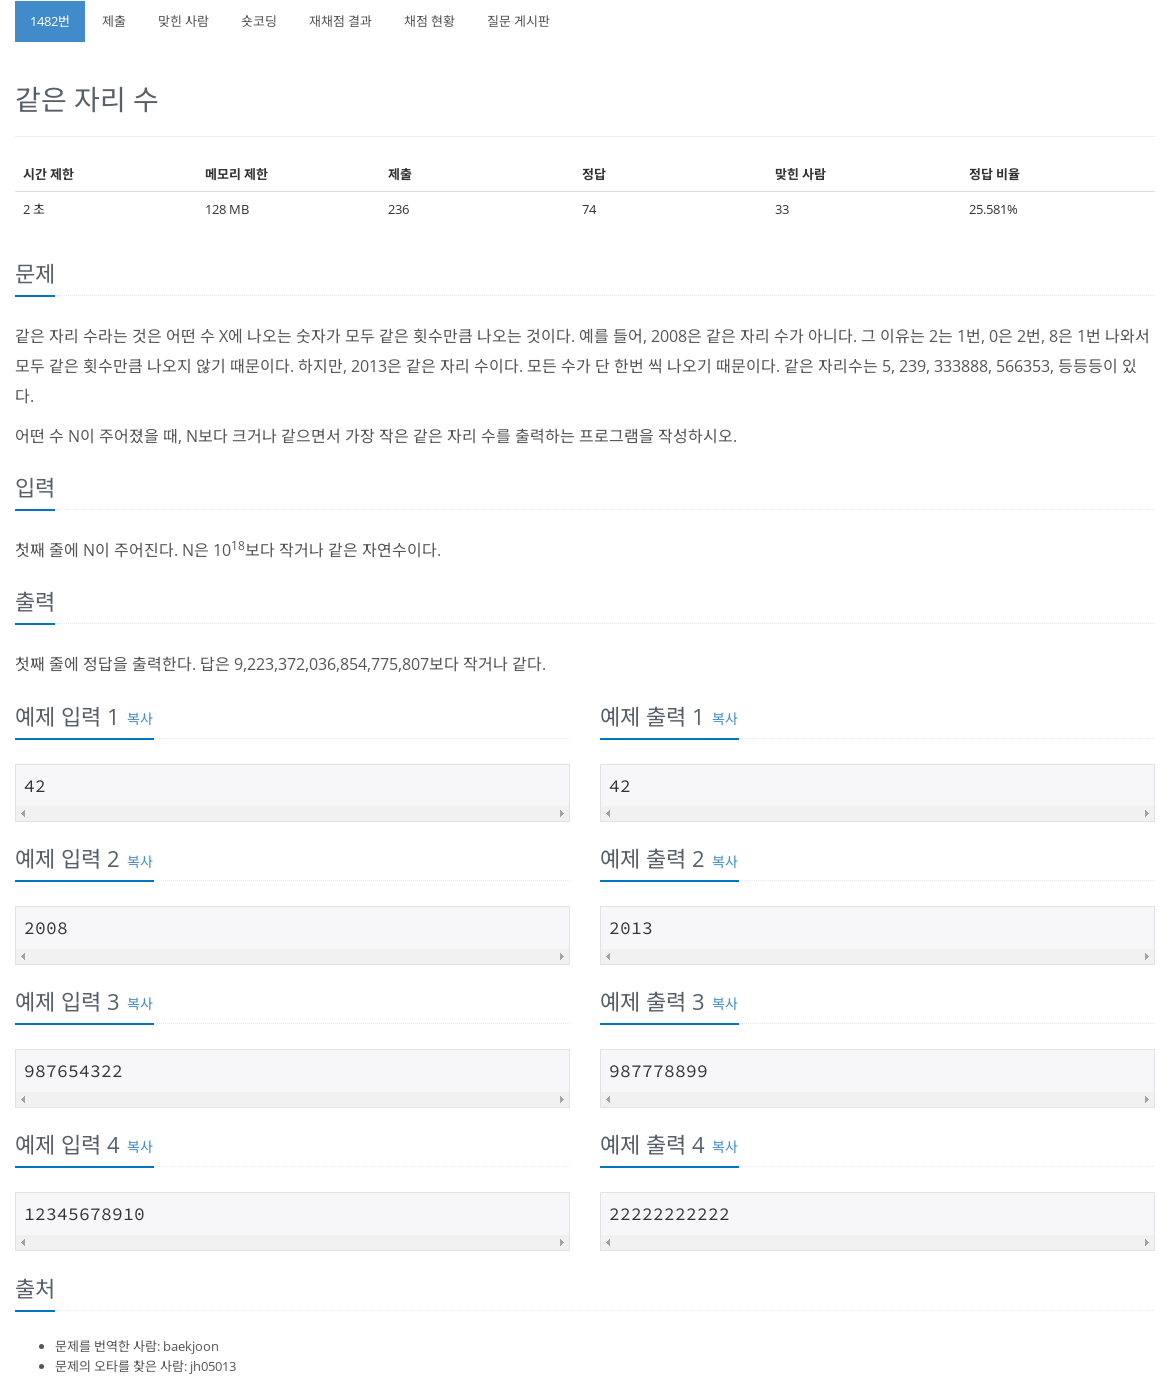 1482번 제출 맞힌 사람 숏코딩 재채점 결과 채점 현황 질문 게시판
같은 자리 수
시간 제한 메모리 제한 제출 정답 맞힌 사람 정답 비율
2 초 128 MB 236 74 33 25.581%
문제
같은 자리 수라는 것은 어떤 수 X에 나오는 숫자가 모두 같은 횟수만큼 나오는 것이다. 예를 들어, 2008은 같은 자리 수가 아니다. 그 이유는 2는 1번, 0은 2번, 8은 1번 나와서
모두 같은 횟수만큼 나오지 않기 때문이다. 하지만, 2013은 같은 자리 수이다. 모든 수가 단 한번 씩 나오기 때문이다. 같은 자리수는 5, 239, 333888, 566353, 등등등이 있
다.
어떤 수 N이 주어졌을 때, N보다 크거나 같으면서 가장 작은 같은 자리 수를 출력하는 프로그램을 작성하시오.
입력
첫째 줄에 N이 주어진다. N은 10^18보다 작거나 같은 자연수이다.
출력
첫째 줄에 정답을 출력한다. 답은 9,223,372,036,854,775,807보다 작거나 같다.
예제 입력 1 복사 예제 출력 1 복사
42 42
예제 입력 2 복사 예제 출력 2 복사
2008 2013
예제 입력 3 복사 예제 출력 3 복사
987654322 987778899
예제 입력 4 복사 예제 출력 4 복사
12345678910 22222222222
출처
문제를 번역한 사람: baekjoon
문제의 오타를 찾은 사람: jh05013